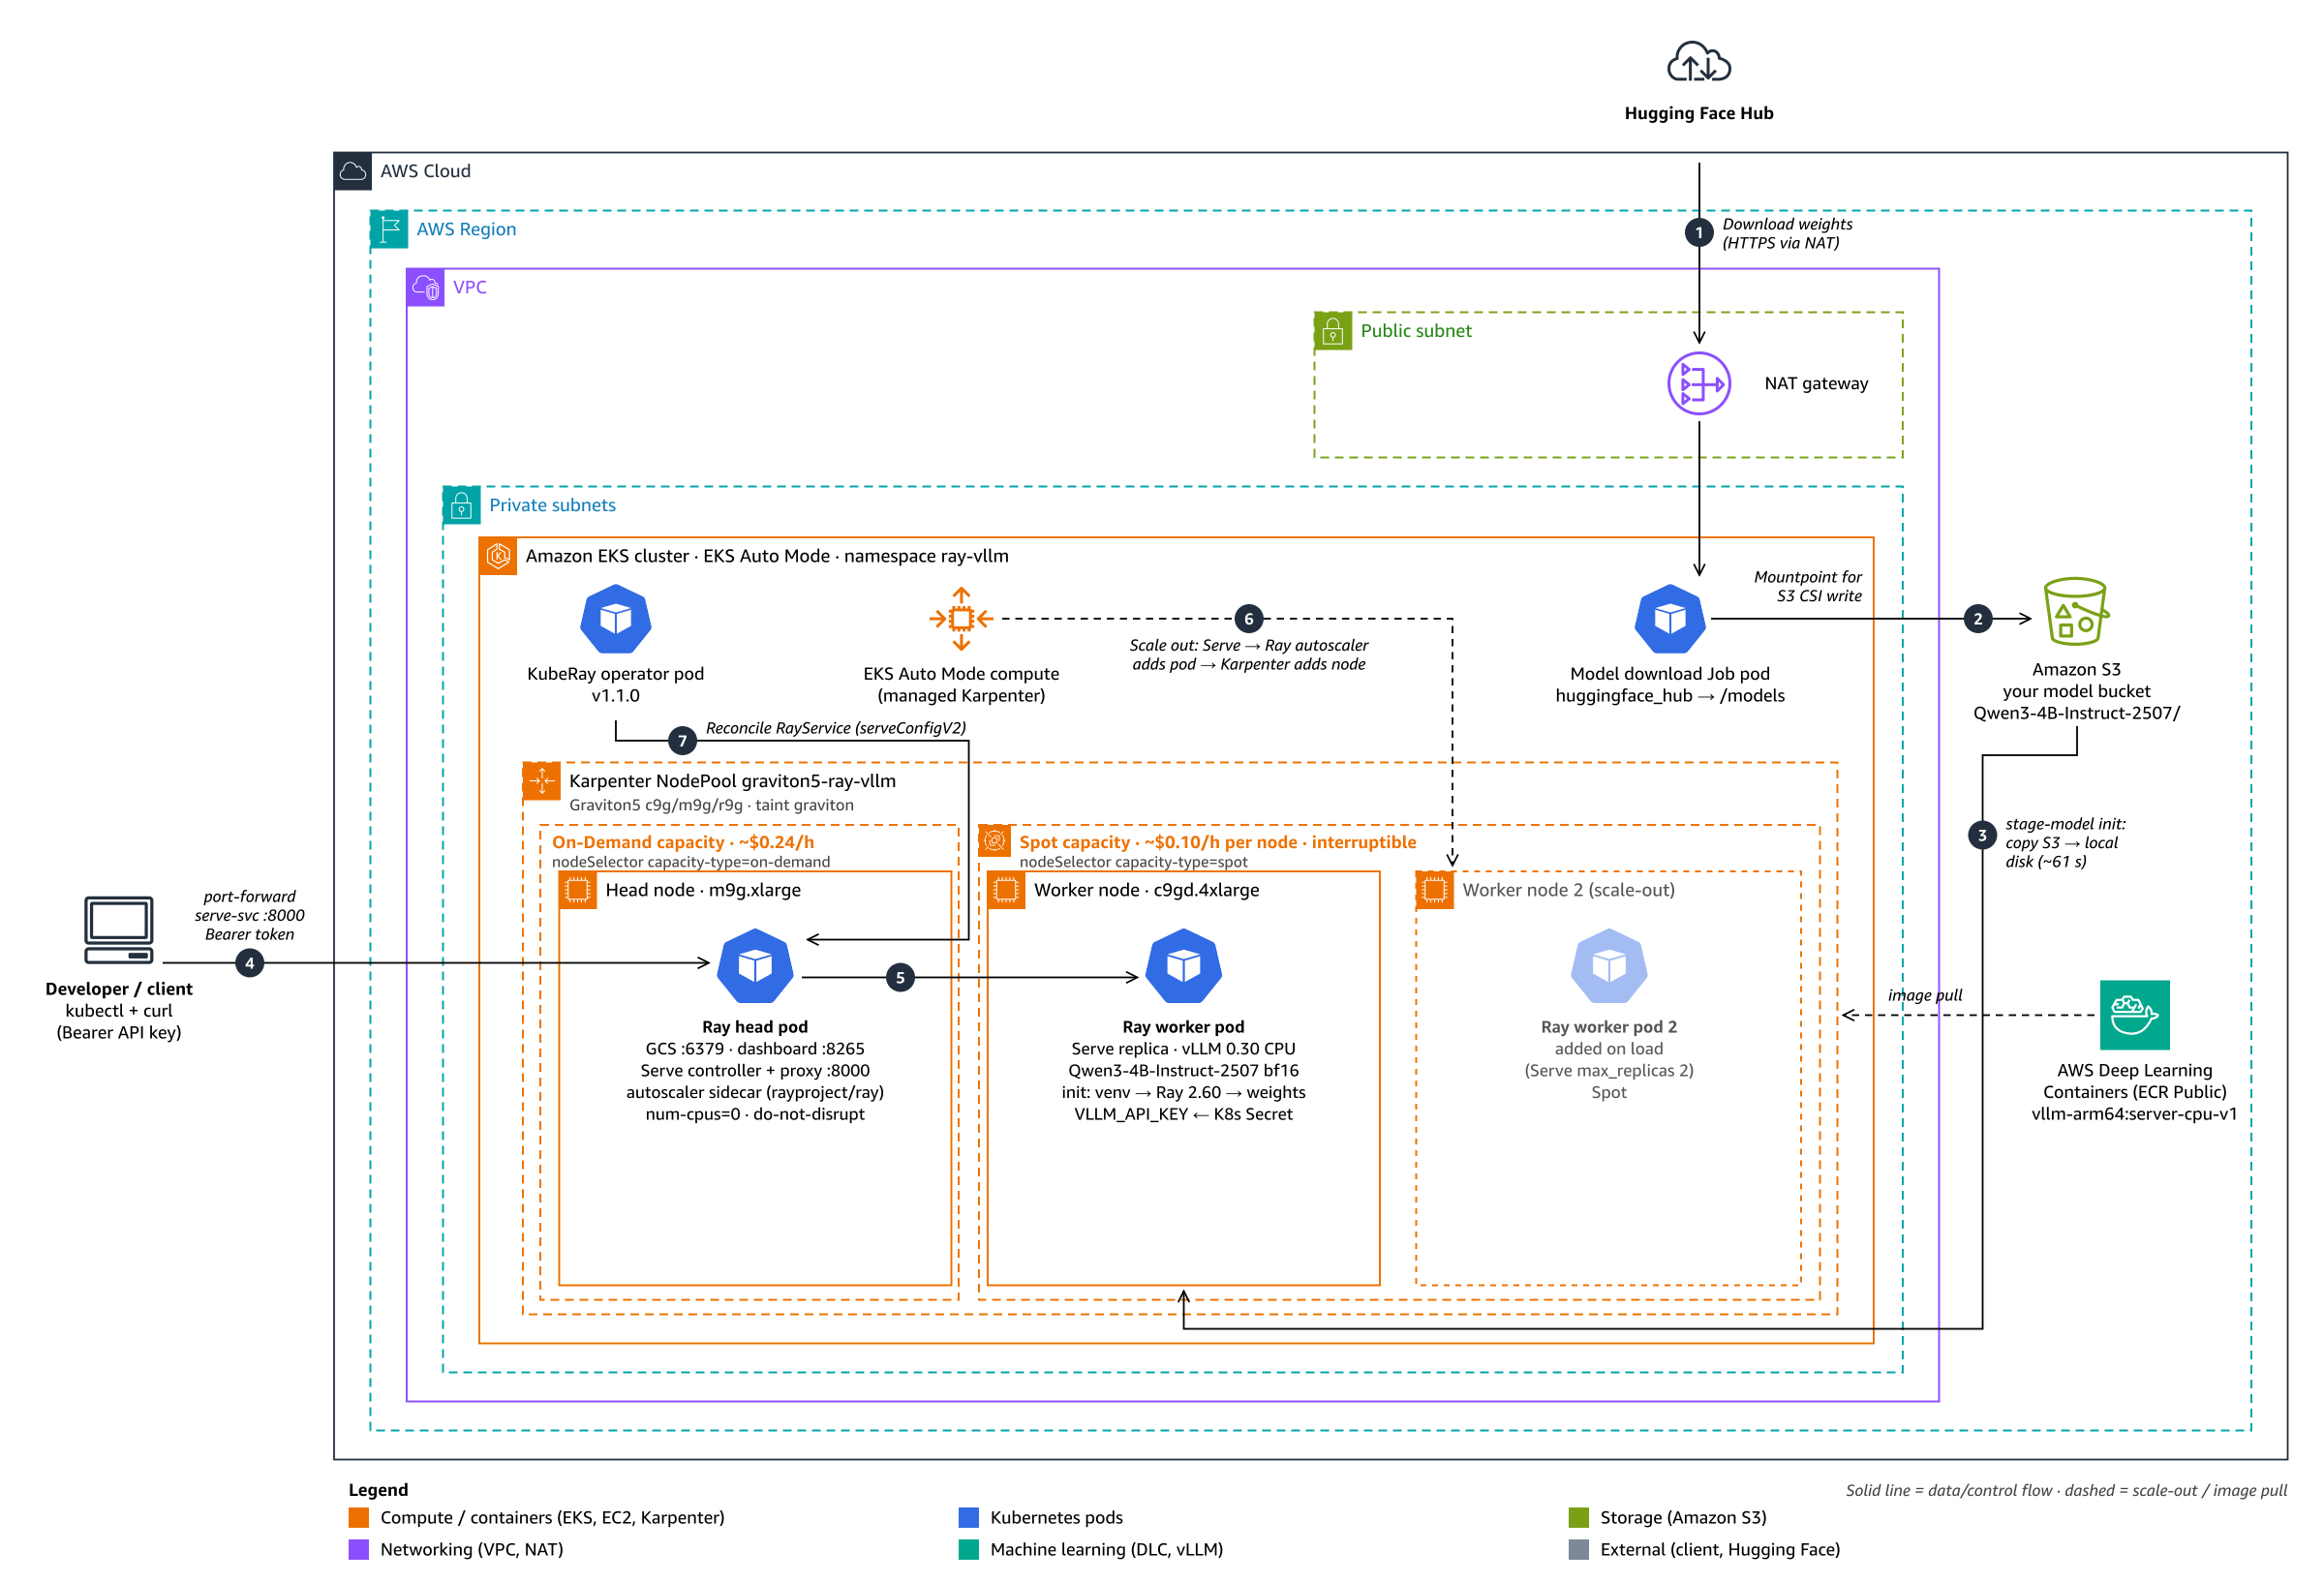 Hugging Face Hub
AWS Cloud
AWS Region
1
Download weights
(HTTPS via NAT)
VPC
Public subnet
NAT gateway
Private subnets
Amazon EKS cluster · EKS Auto Mode · namespace ray-vllm
KubeRay operator pod
v1.1.0
EKS Auto Mode compute
(managed Karpenter)
6
Scale out: Serve → Ray autoscaler
adds pod → Karpenter adds node
Model download Job pod
huggingface_hub → /models
Mountpoint for
S3 CSI write
2
Amazon S3
your model bucket
Qwen3-4B-Instruct-2507/
7
Reconcile RayService (serveConfigV2)
Karpenter NodePool graviton5-ray-vllm
Graviton5 c9g/m9g/r9g · taint graviton
3
stage-model init:
copy S3 → local
disk (~61 s)
On-Demand capacity · ~$0.24/h
nodeSelector capacity-type=on-demand
Spot capacity · ~$0.10/h per node · interruptible
nodeSelector capacity-type=spot
Head node · m9g.xlarge
Worker node · c9gd.4xlarge
Worker node 2 (scale-out)
port-forward
serve-svc :8000
Bearer token
4
Developer / client
kubectl + curl
(Bearer API key)
5
Ray head pod
GCS :6379 · dashboard :8265
Serve controller + proxy :8000
autoscaler sidecar (rayproject/ray)
num-cpus=0 · do-not-disrupt
Ray worker pod
Serve replica · vLLM 0.30 CPU
Qwen3-4B-Instruct-2507 bf16
init: venv → Ray 2.60 → weights
VLLM_API_KEY ← K8s Secret
Ray worker pod 2
added on load
(Serve max_replicas 2)
Spot
image pull
AWS Deep Learning
Containers (ECR Public)
vllm-arm64:server-cpu-v1
Legend
Solid line = data/control flow · dashed = scale-out / image pull
Compute / containers (EKS, EC2, Karpenter)
Kubernetes pods
Storage (Amazon S3)
Networking (VPC, NAT)
Machine learning (DLC, vLLM)
External (client, Hugging Face)